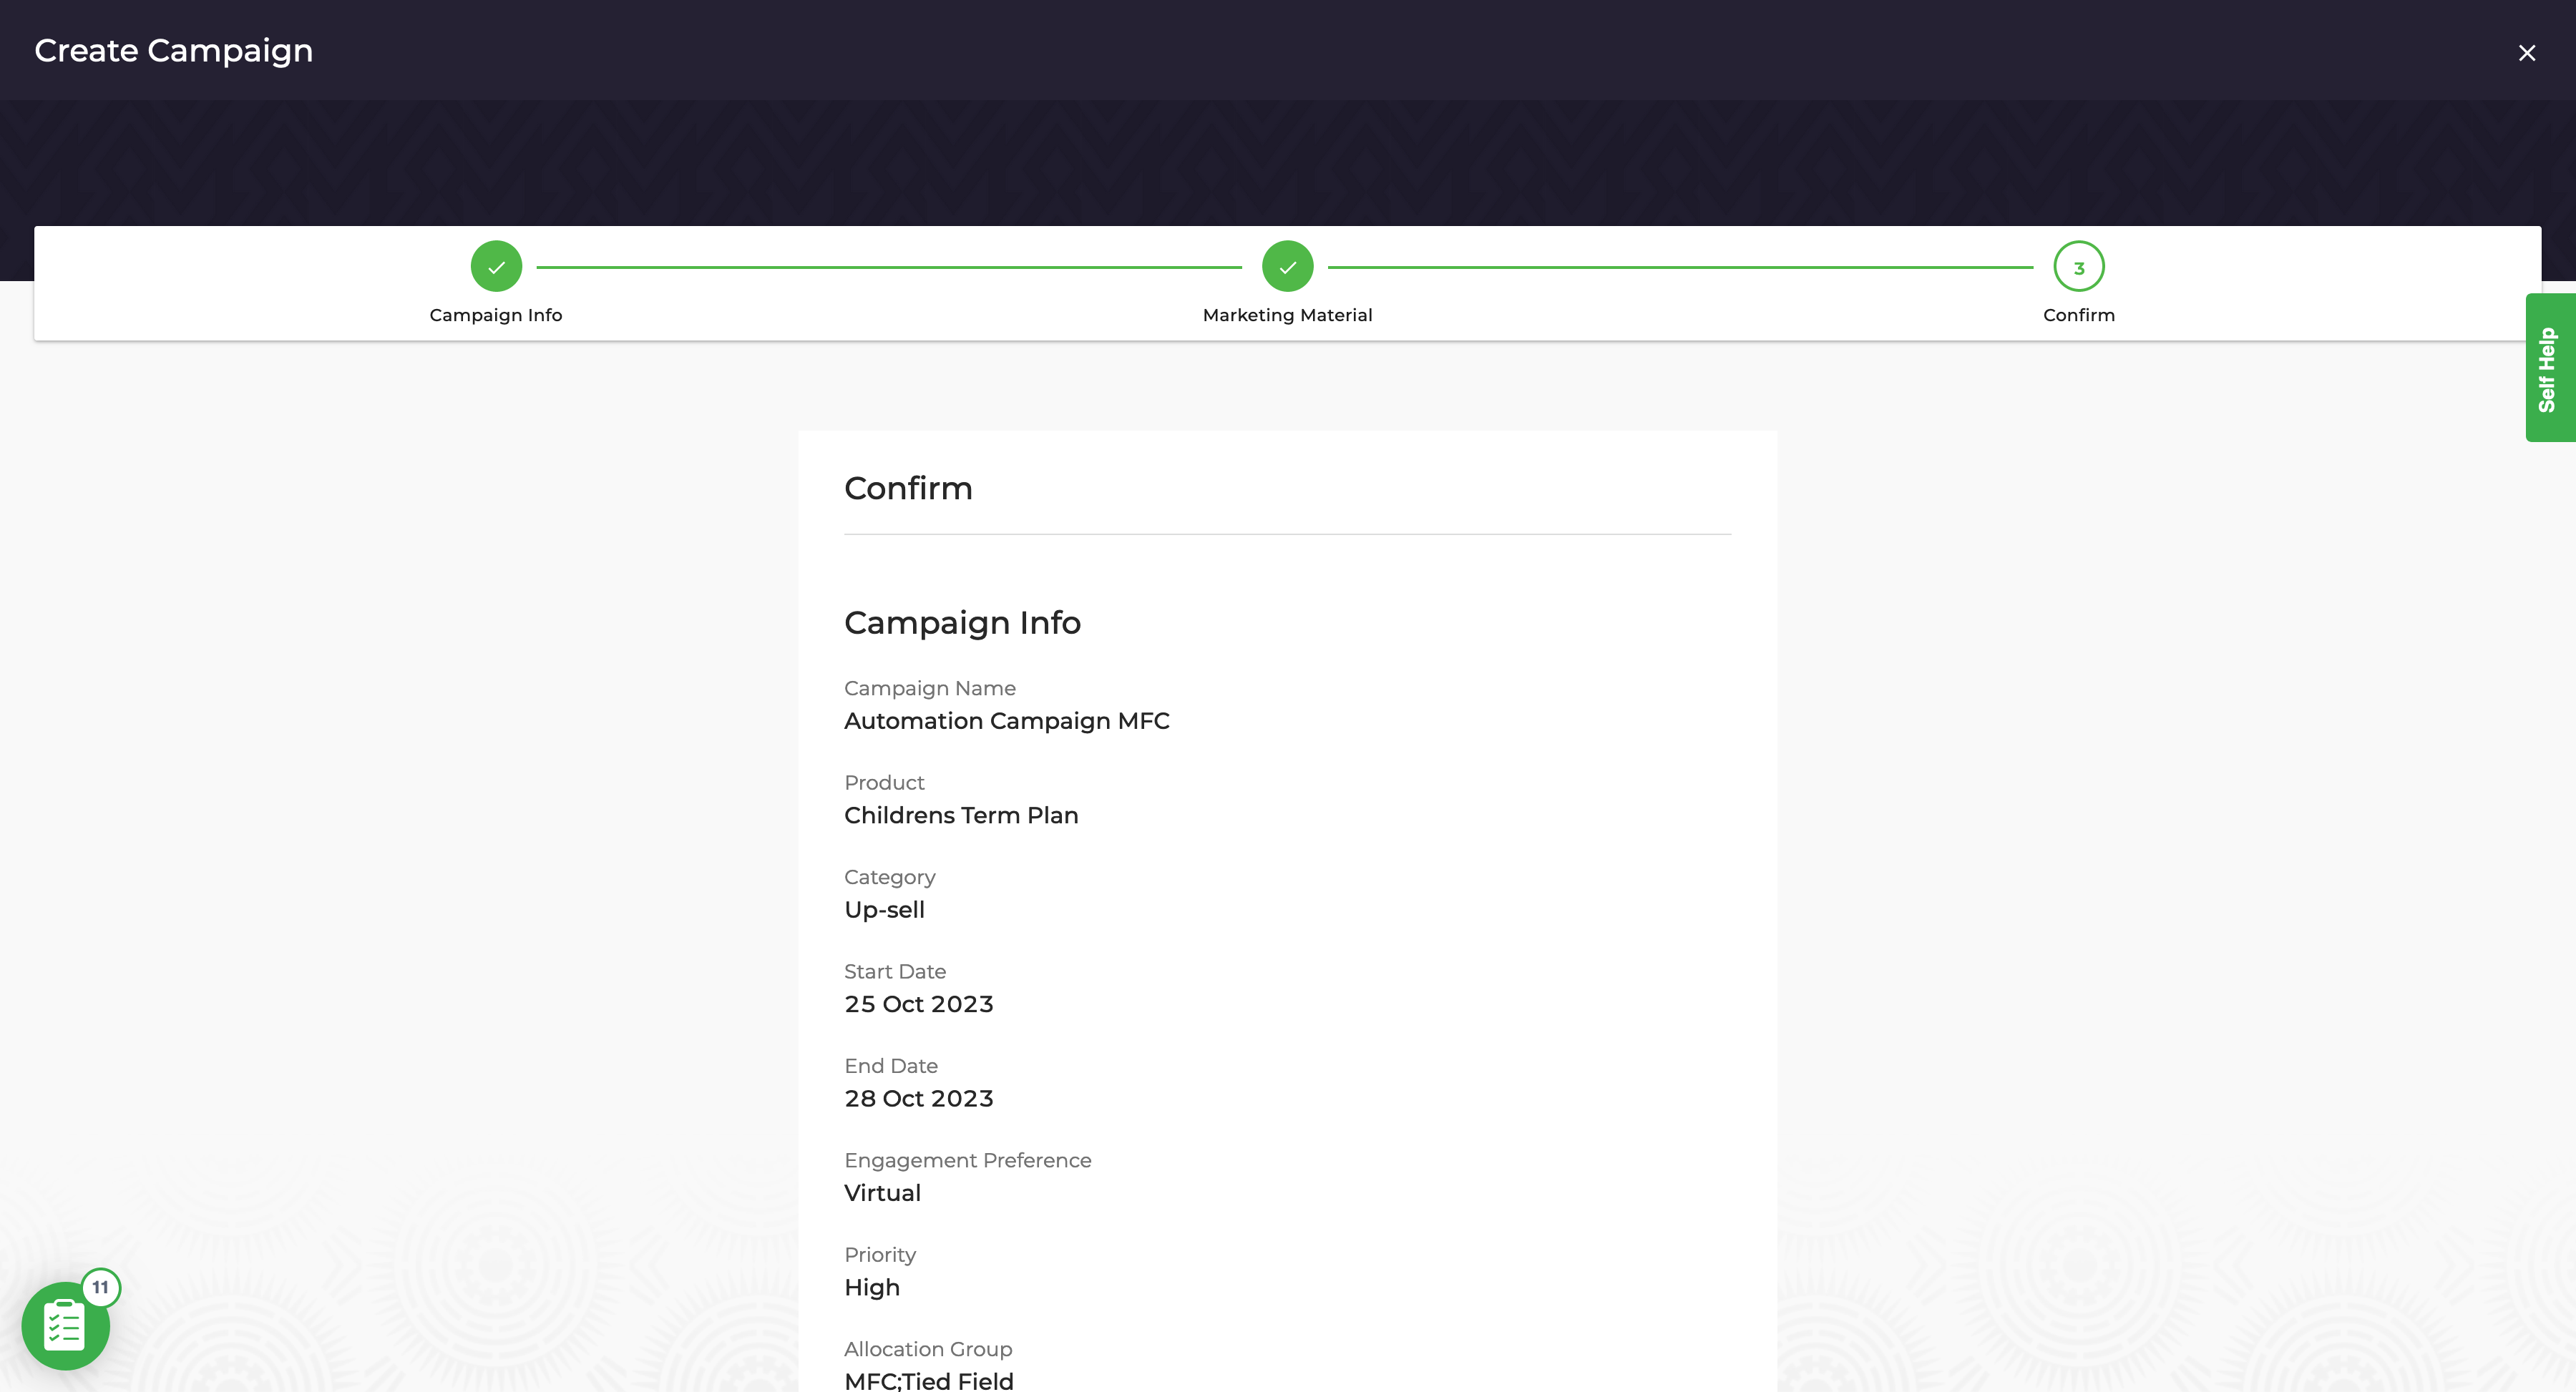 Create Campaign
Campaign Info
Marketing Material
3
Confirm
Self Help
Confirm
Campaign Info
Campaign Name
Automation Campaign MFC
Product
Childrens Term Plan
Category
Up-sell
Start Date
25 Oct 2023
End Date
28 Oct 2023
Engagement Preference
Virtual
Priority
High
Allocation Group
MFC;Tied Field
11